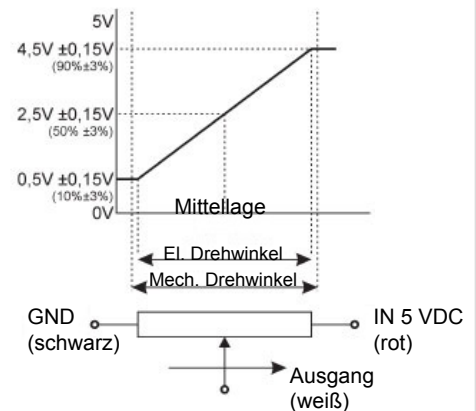 5V
4,5V ±0,15V
(90%±3%)
2,5V ±0,15V
(50% ±3%)
0,5V ±0,15V
(10%±3%)
0V
Mittellage
El. Drehwinkel
Mech. Drehwinkel
GND
(schwarz)
IN 5 VDC
(rot)
Ausgang
(weiß)